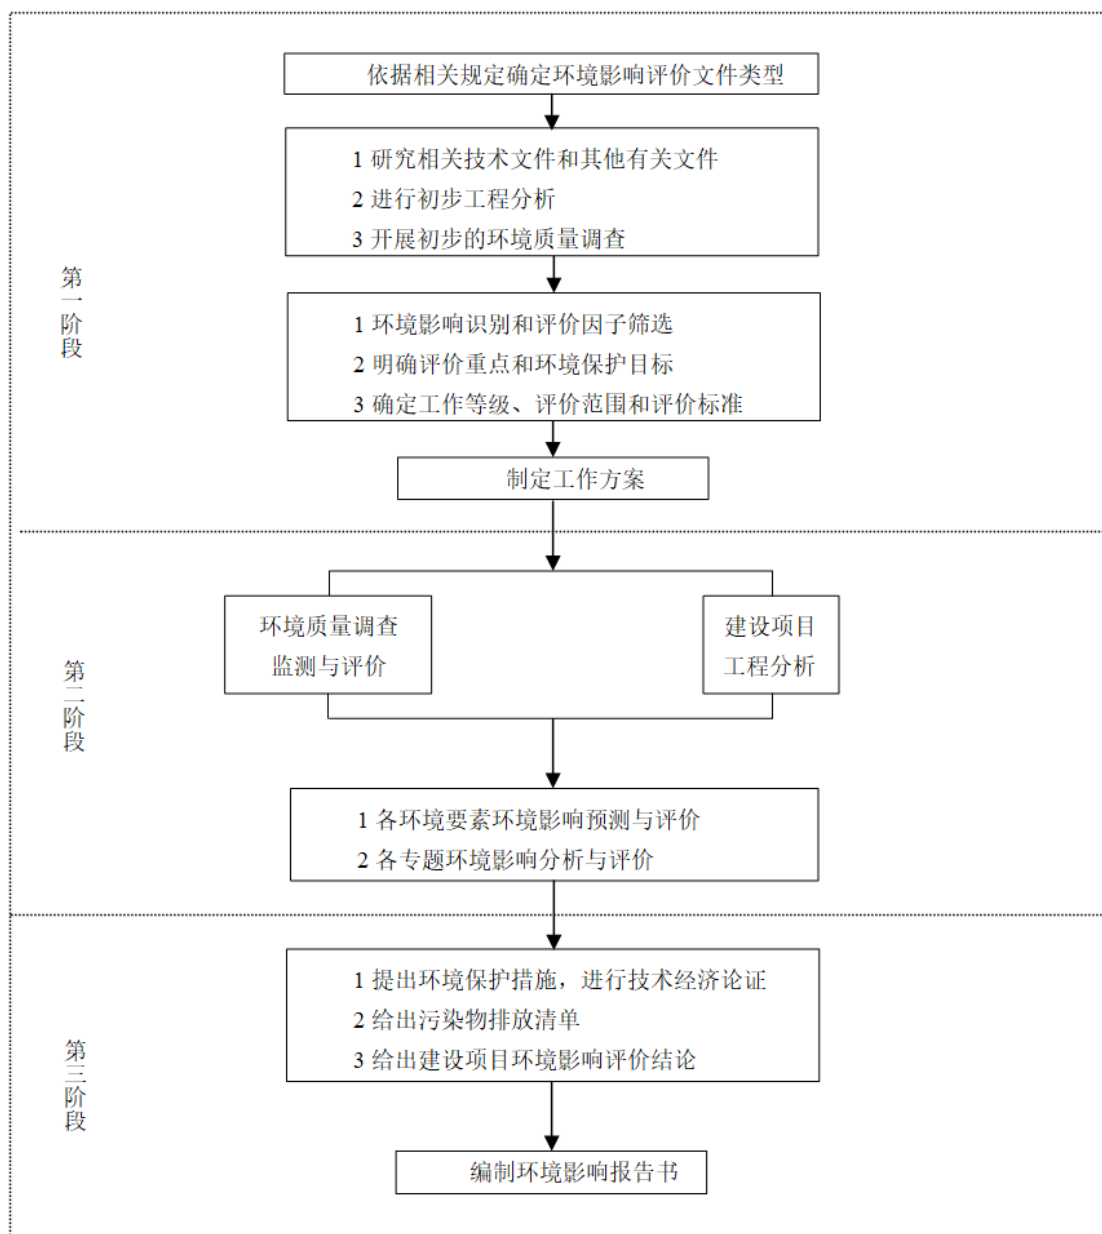 依据相关规定确定环境影响评价文件类型
1 研究相关技术文件和其他有关文件
2 进行初步工程分析
3 开展初步的环境质量调查
第一阶段
1 环境影响识别和评价因子筛选
2 明确评价重点和环境保护目标
3 确定工作等级、评价范围和评价标准
制定工作方案
第二阶段
环境质量调查
监测与评价
建设项目
工程分析
1 各环境要素环境影响预测与评价
2 各专题环境影响分析与评价
第三阶段
1 提出环境保护措施，进行技术经济论证
2 给出污染物排放清单
3 给出建设项目环境影响评价结论
编制环境影响报告书